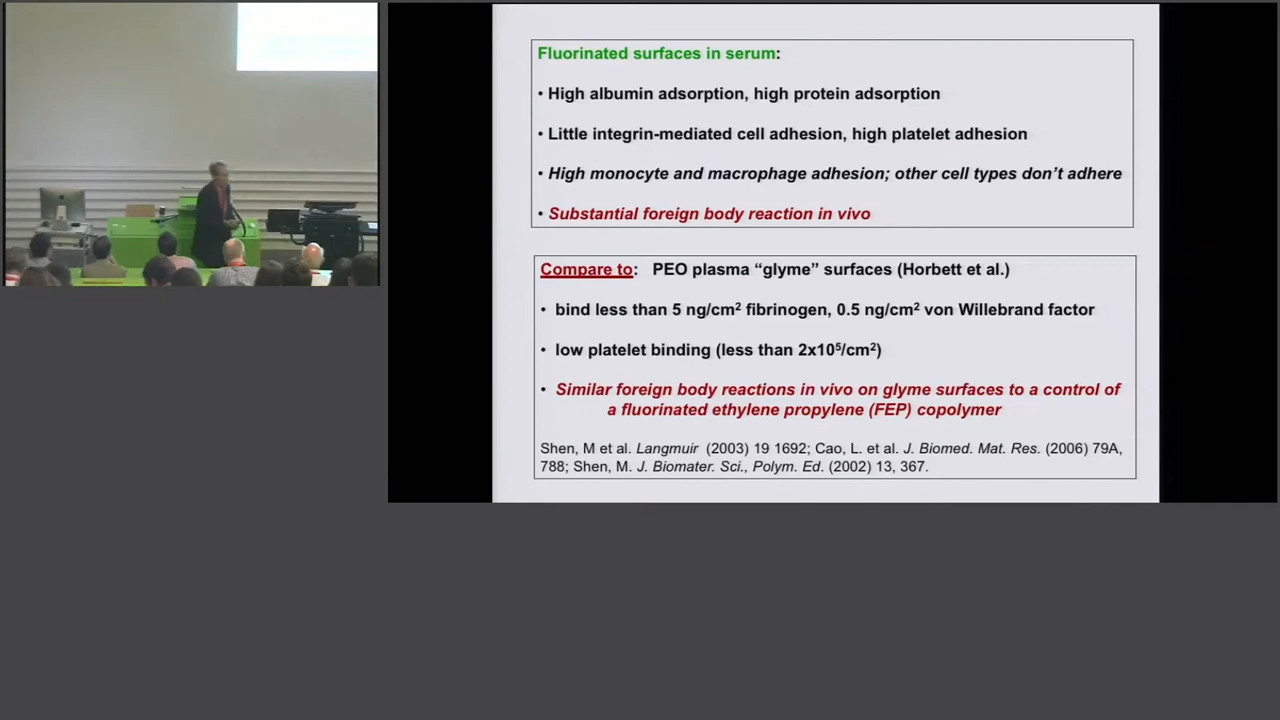 Fluorinated surfaces in serum:
• High albumin adsorption, high protein adsorption
• Little integrin-mediated cell adhesion, high platelet adhesion
• High monocyte and macrophage adhesion; other cell types don’t adhere
• Substantial foreign body reaction in vivo
Compare to: PEO plasma “glyme” surfaces (Horbett et al.)
• bind less than 5 ng/cm² fibrinogen, 0.5 ng/cm² von Willebrand factor
• low platelet binding (less than 2x10⁵/cm²)
• Similar foreign body reactions in vivo on glyme surfaces to a control of
a fluorinated ethylene propylene (FEP) copolymer
Shen, M et al. Langmuir (2003) 19 1692; Cao, L. et al. J. Biomed. Mat. Res. (2006) 79A,
788; Shen, M. J. Biomater. Sci., Polym. Ed. (2002) 13, 367.